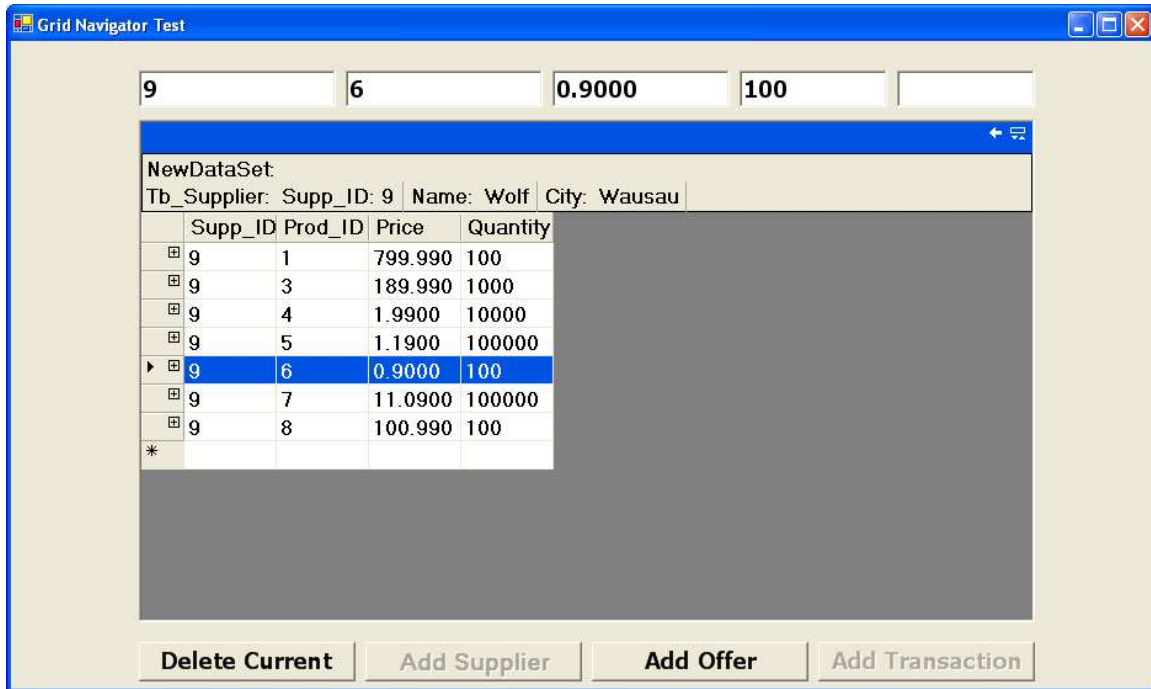 Grid Navigator Test
9 6 0.9000 100
NewDataSet:
Tb_Supplier: Supp_ID: 9 Name: Wolf City: Wausau
Supp_ID Prod_ID Price Quantity
9 1 799.990 100
9 3 189.990 1000
9 4 1.9900 10000
9 5 1.1900 100000
9 6 0.9000 100
9 7 11.0900 100000
9 8 100.990 100
*
Delete Current Add Supplier Add Offer Add Transaction